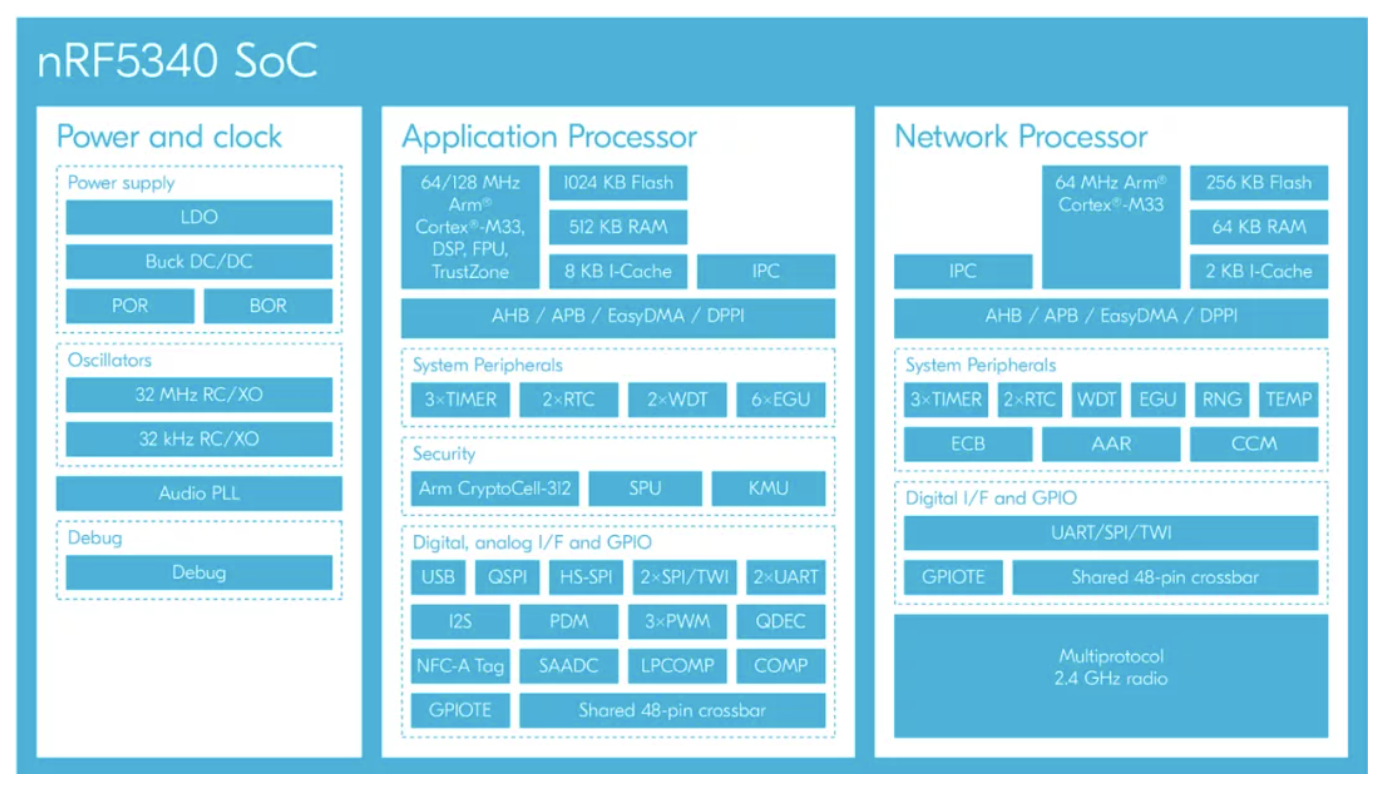 nRF5340 SoC
Power and clock
Power supply
LDO
Buck DC/DC
POR
BOR
Oscillators
32 MHz RC/XO
32 kHz RC/XO
Audio PLL
Debug
Debug
Application Processor
64/128 MHz
Arm®
Cortex®-M33,
DSP, FPU,
TrustZone
1024 KB Flash
512 KB RAM
8 KB I-Cache
IPC
AHB / APB / EasyDMA / DPPI
System Peripherals
3×TIMER
2×RTC
2×WDT
6×EGU
Security
Arm CryptoCell-312
SPU
KMU
Digital, analog I/F and GPIO
USB
QSPI
HS-SPI
2×SPI/TWI
2×UART
I2S
PDM
3×PWM
QDEC
NFC-A Tag
SAADC
LPCOMP
COMP
GPIOTE
Shared 48-pin crossbar
Network Processor
IPC
64 MHz Arm®
Cortex®-M33
256 KB Flash
64 KB RAM
2 KB I-Cache
AHB / APB / EasyDMA / DPPI
System Peripherals
3×TIMER
2×RTC
WDT
EGU
RNG
TEMP
ECB
AAR
CCM
Digital I/F and GPIO
UART/SPI/TWI
GPIOTE
Shared 48-pin crossbar
Multiprotocol
2.4 GHz radio